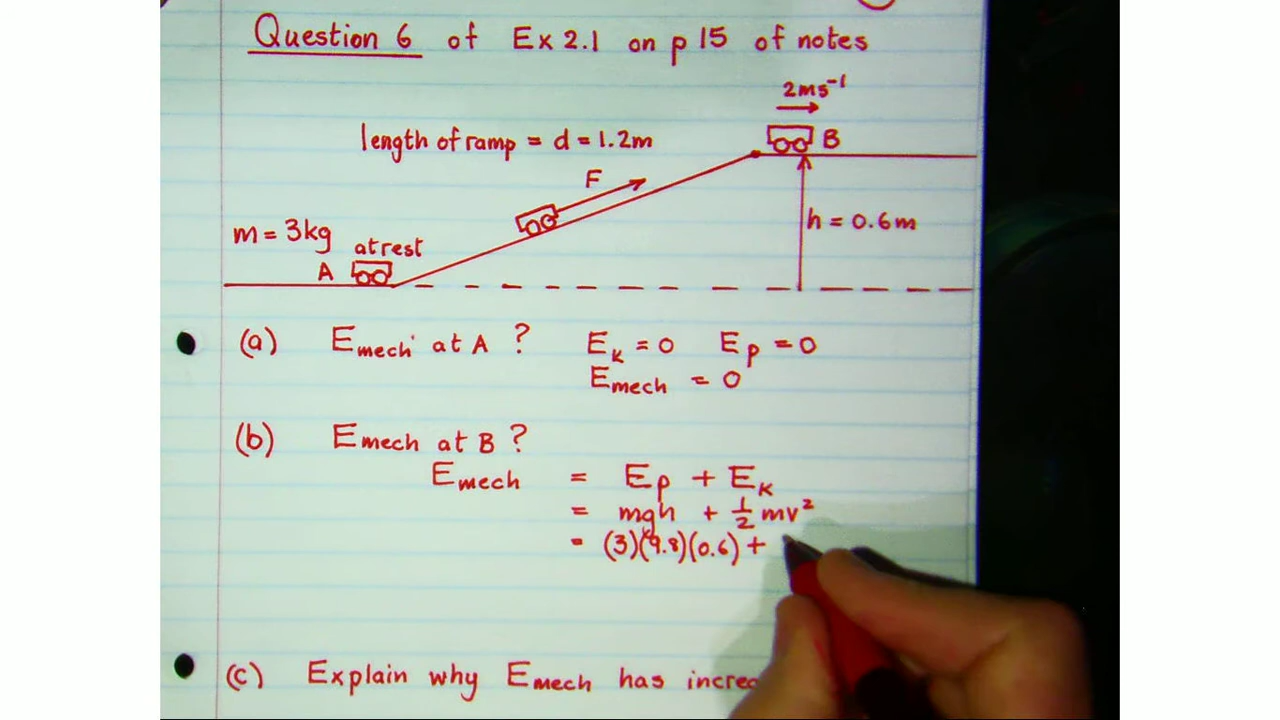 Question 6 of Ex 2.1 on p 15 of notes
2ms⁻¹
length of ramp = d = 1.2m
B
F
m = 3kg
at rest
h = 0.6m
A
(a) Emech at A ? EK = 0 Ep = 0
Emech = 0
(b) Emech at B ?
Emech = Ep + EK
= mgh + ½ mv²
= (3)(9.8)(0.6) +
(c) Explain why Emech has